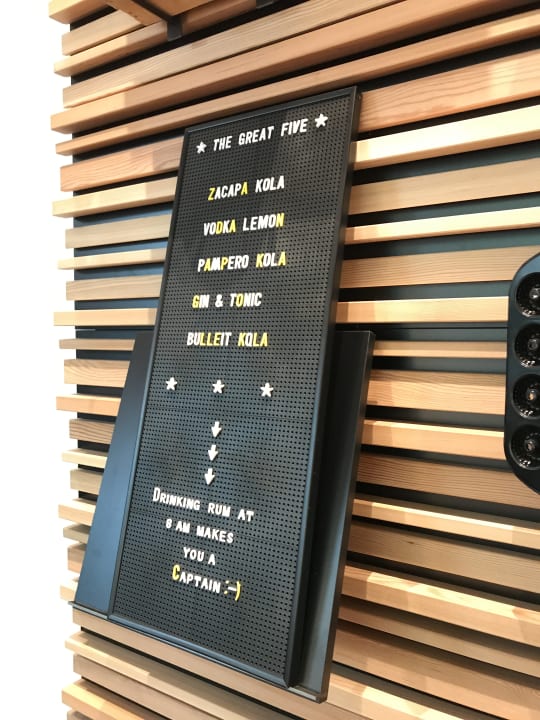 ★ THE GREAT FIVE ★
ZACAPA KOLA
VODKA LEMON
PAMPERO KOLA
GIN & TONIC
BULLEIT KOLA
★ ★ ★
↓
↓
↓
DRINKING RUM AT
8 AM MAKES
YOU A
CAPTAIN :-)